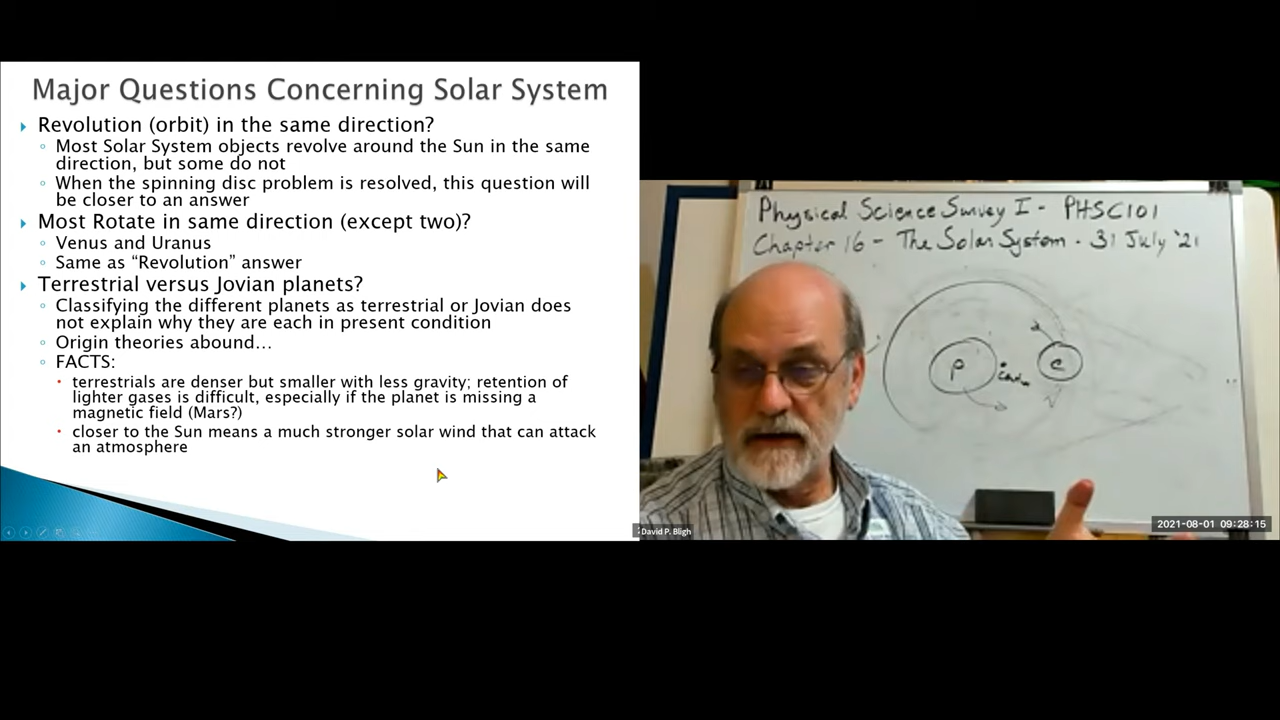 Major Questions Concerning Solar System
Revolution (orbit) in the same direction?
Most Solar System objects revolve around the Sun in the same
direction, but some do not
When the spinning disc problem is resolved, this question will
be closer to an answer
Most Rotate in same direction (except two)?
Venus and Uranus
Same as “Revolution” answer
Terrestrial versus Jovian planets?
Classifying the different planets as terrestrial or Jovian does
not explain why they are each in present condition
Origin theories abound…
FACTS:
terrestrials are denser but smaller with less gravity; retention of
lighter gases is difficult, especially if the planet is missing a
magnetic field (Mars?)
closer to the Sun means a much stronger solar wind that can attack
an atmosphere
Physical Science Survey I - PHSC101
Chapter 16 - The Solar System - 31 July '21
P
C
David P. Bligh
2021-08-01 09:28:15